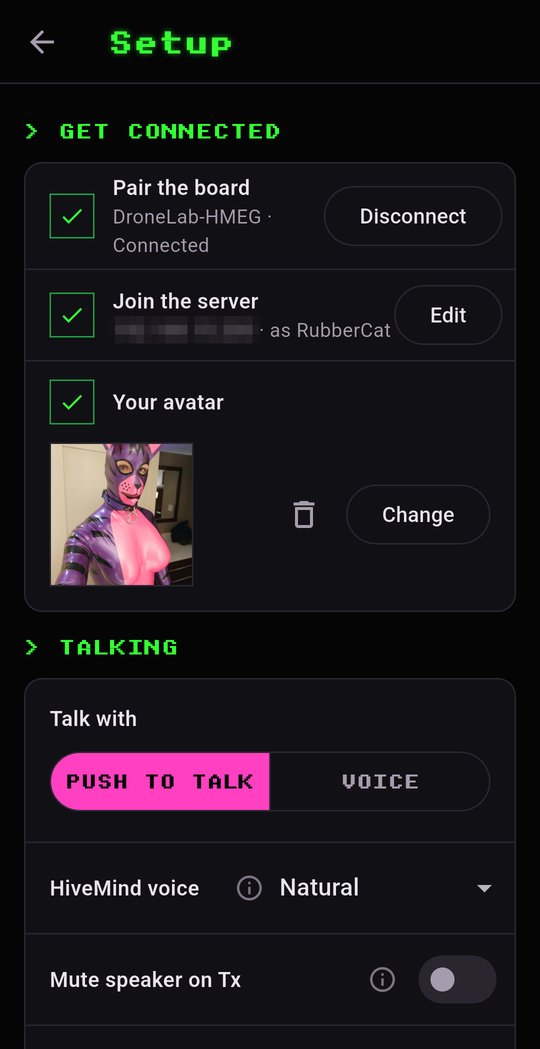 Setup
> GET CONNECTED
Pair the board
DroneLab-HMEG ·
Connected
Disconnect
Join the server
· as RubberCat
Edit
Your avatar
Change
> TALKING
Talk with
PUSH TO TALK
VOICE
HiveMind voice
Natural
Mute speaker on Tx